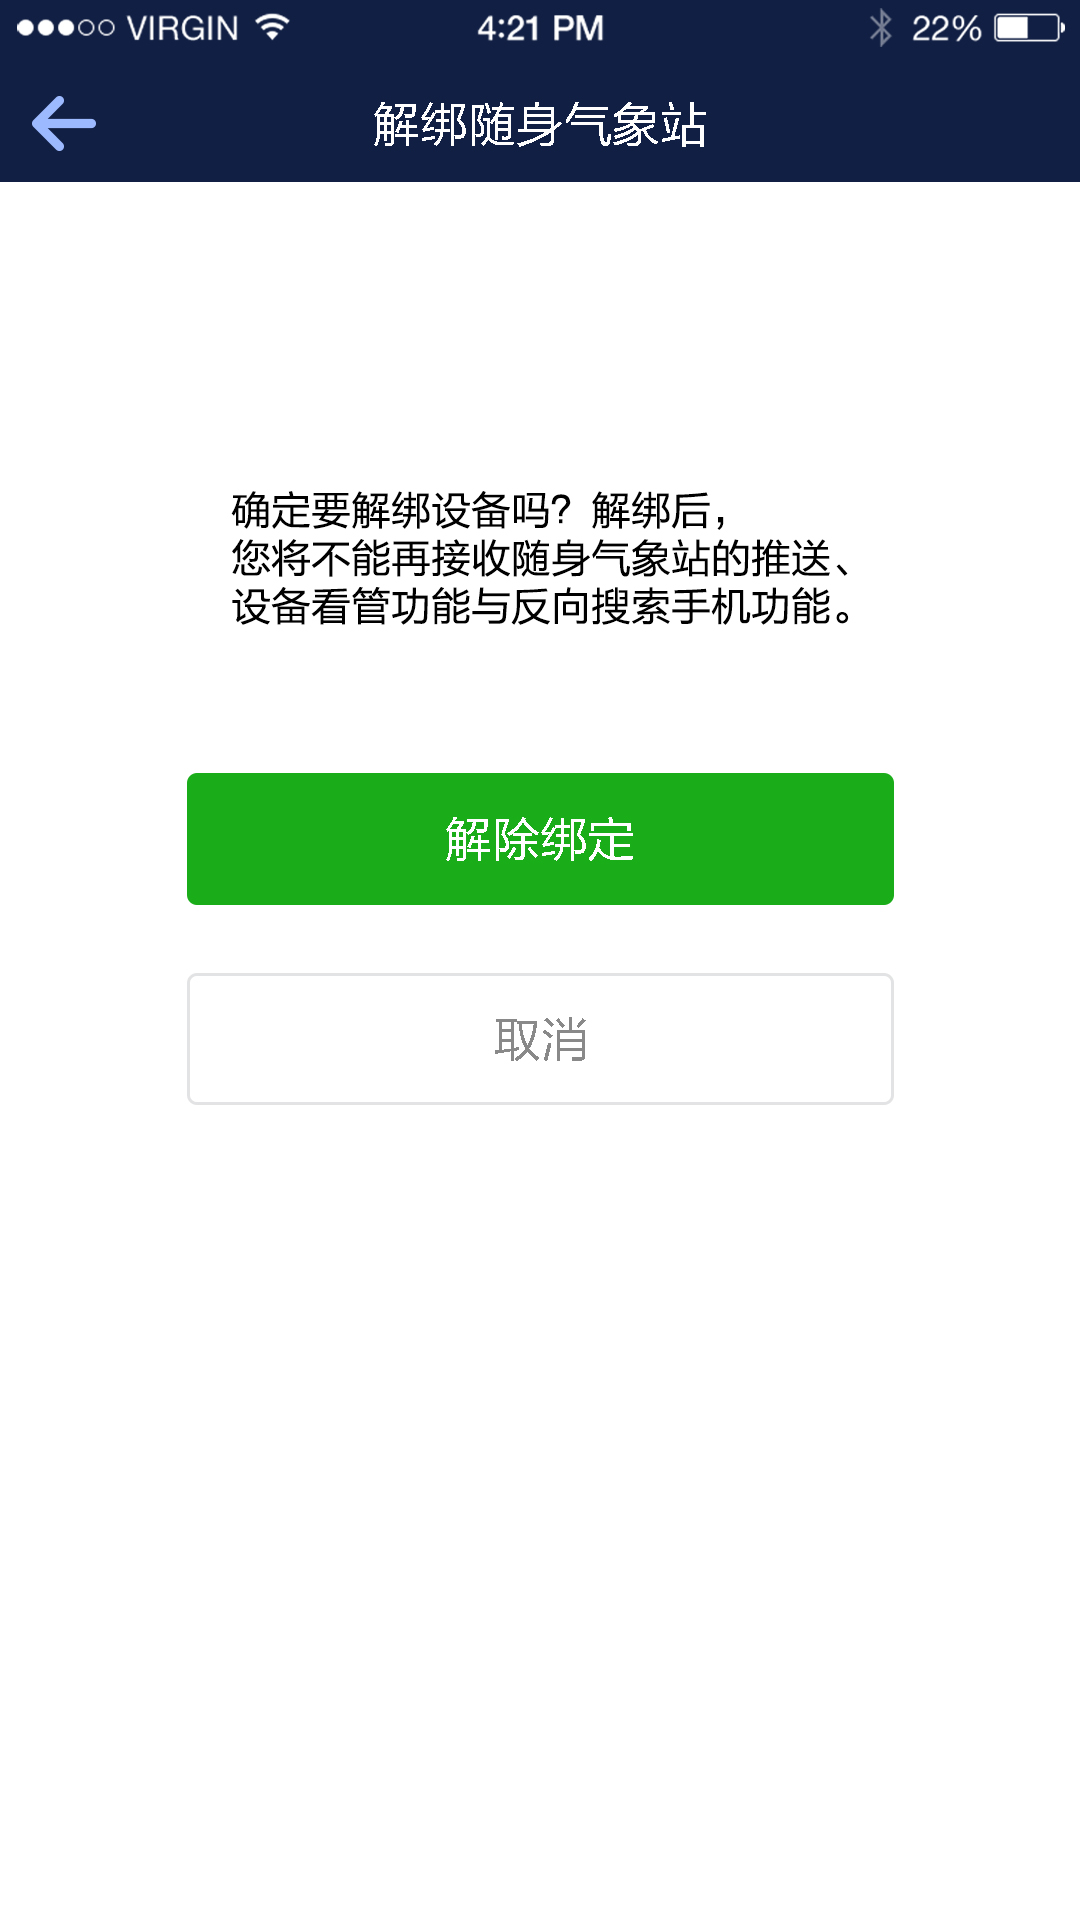 VIRGIN 4:21 PM 22%
解绑随身气象站
确定要解绑设备吗？解绑后，
您将不能再接收随身气象站的推送、
设备看管功能与反向搜索手机功能。
解除绑定
取消